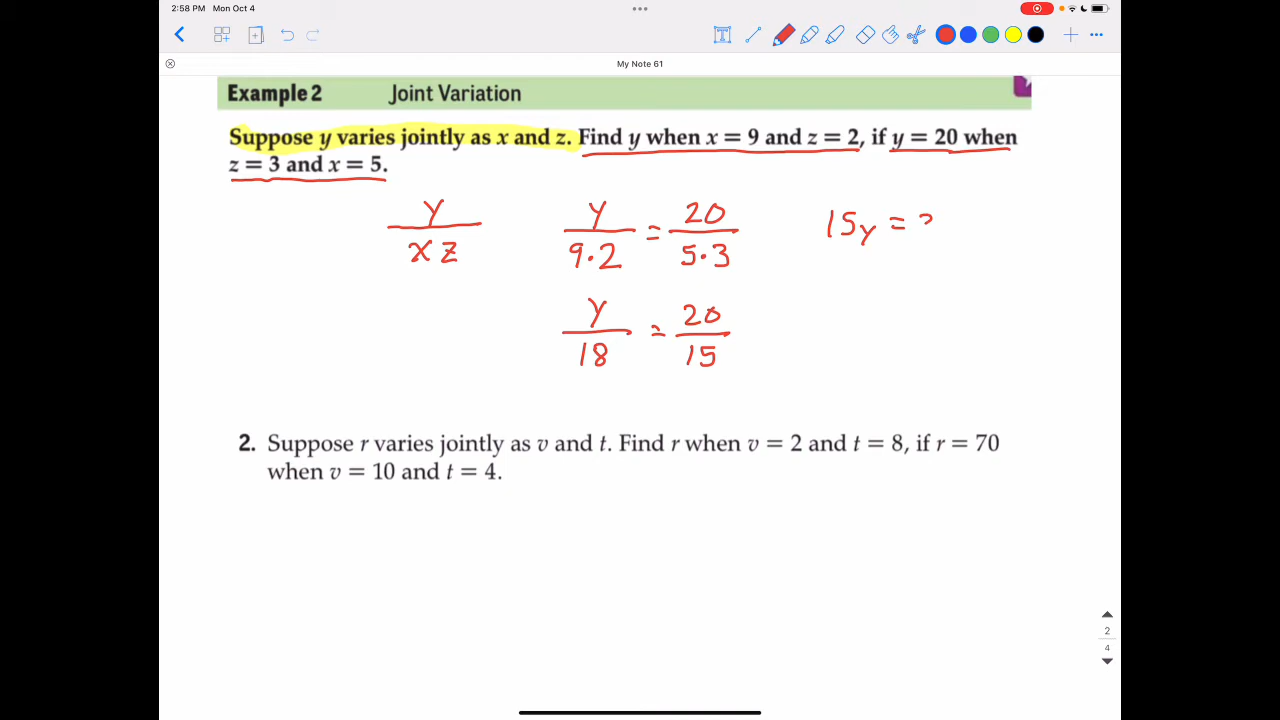 2:58 PM Mon Oct 4
My Note 61
Example 2 Joint Variation
Suppose y varies jointly as x and z. Find y when x = 9 and z = 2, if y = 20 when
z = 3 and x = 5.
y / x z
y / 9·2 = 20 / 5·3
15y =
y / 18 = 20 / 15
2. Suppose r varies jointly as v and t. Find r when v = 2 and t = 8, if r = 70
when v = 10 and t = 4.
2
4